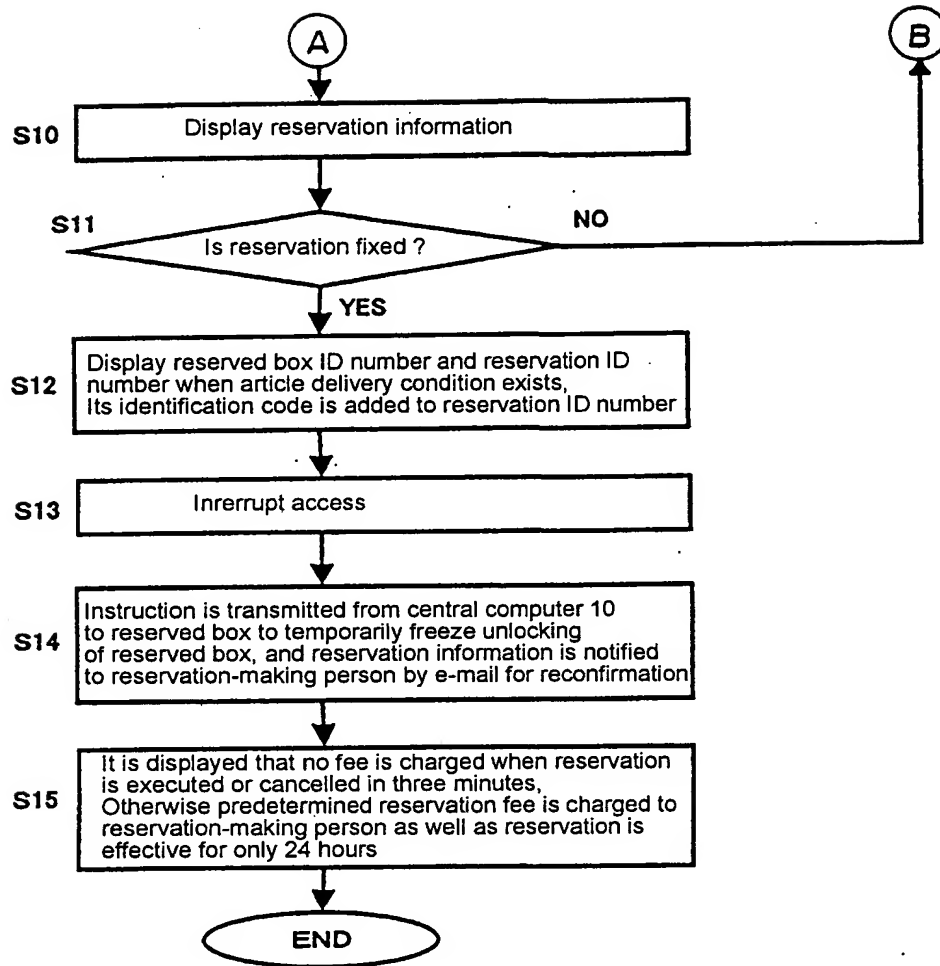 A
B
S10
Display reservation information
S11
Is reservation fixed ?
NO
YES
S12
Display reserved box ID number and reservation ID
number when article delivery condition exists,
Its identification code is added to reservation ID number
S13
Inrerrupt access
S14
Instruction is transmitted from central computer 10
to reserved box to temporarily freeze unlocking
of reserved box, and reservation information is notified
to reservation-making person by e-mail for reconfirmation
S15
It is displayed that no fee is charged when reservation
is executed or cancelled in three minutes,
Otherwise predetermined reservation fee is charged to
reservation-making person as well as reservation is
effective for only 24 hours
END